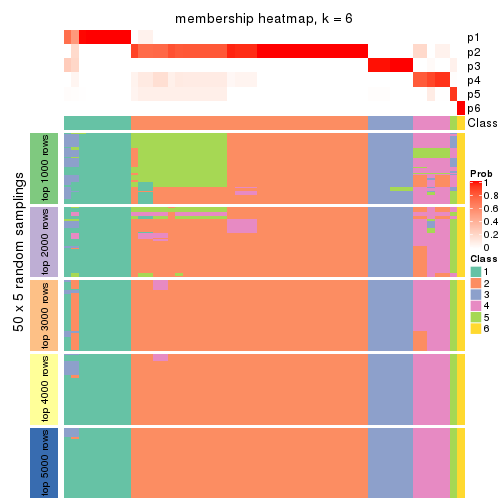 membership heatmap, k = 6
p1
p2
p3
p4
p5
p6
Class
50 x 5 random samplings
top 1000 rows
top 2000 rows
top 3000 rows
top 4000 rows
top 5000 rows
Prob
1
0.8
0.6
0.4
0.2
0
Class
1
2
3
4
5
6